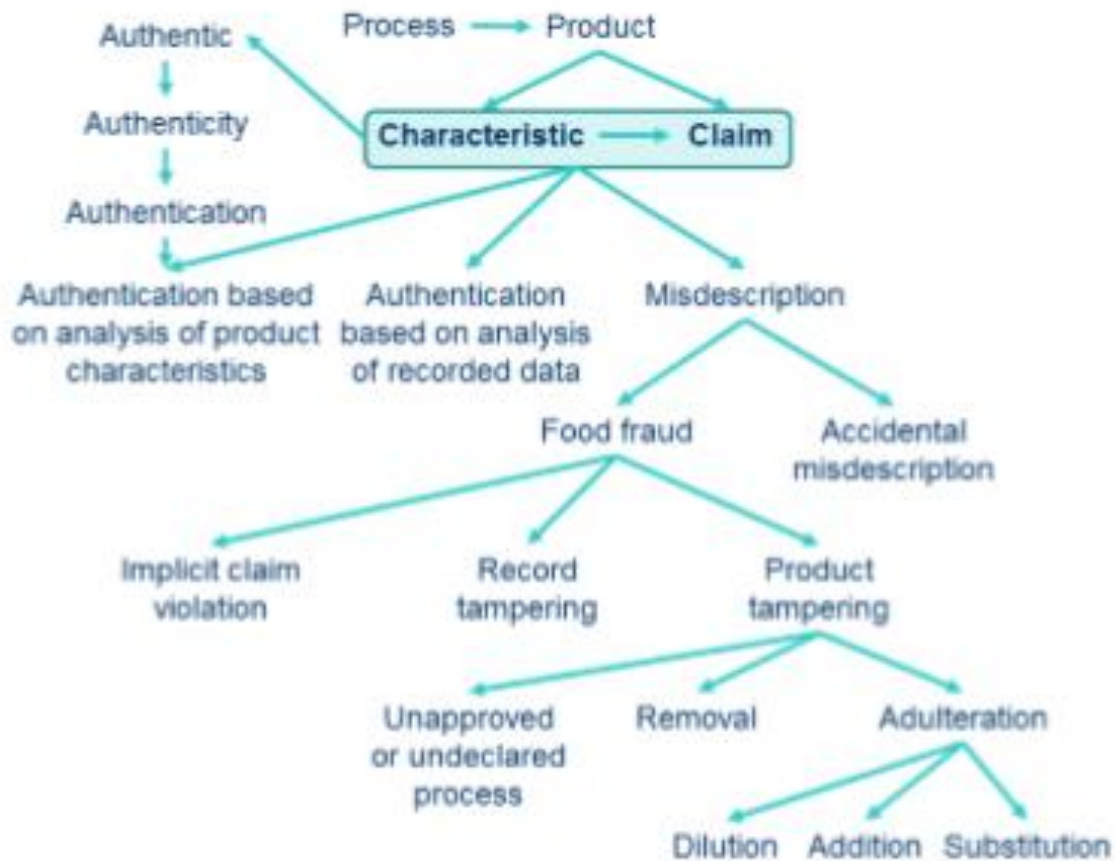 Process Product
Authentic
Authenticity
Characteristic Claim
Authentication
Authentication based
on analysis of product
characteristics
Authentication
based on analysis
of recorded data
Misdescription
Food fraud
Accidental
misdescription
Implicit claim
violation
Record
tampering
Product
tampering
Unapproved
or undeclared
process
Removal
Adulteration
Dilution Addition Substitution